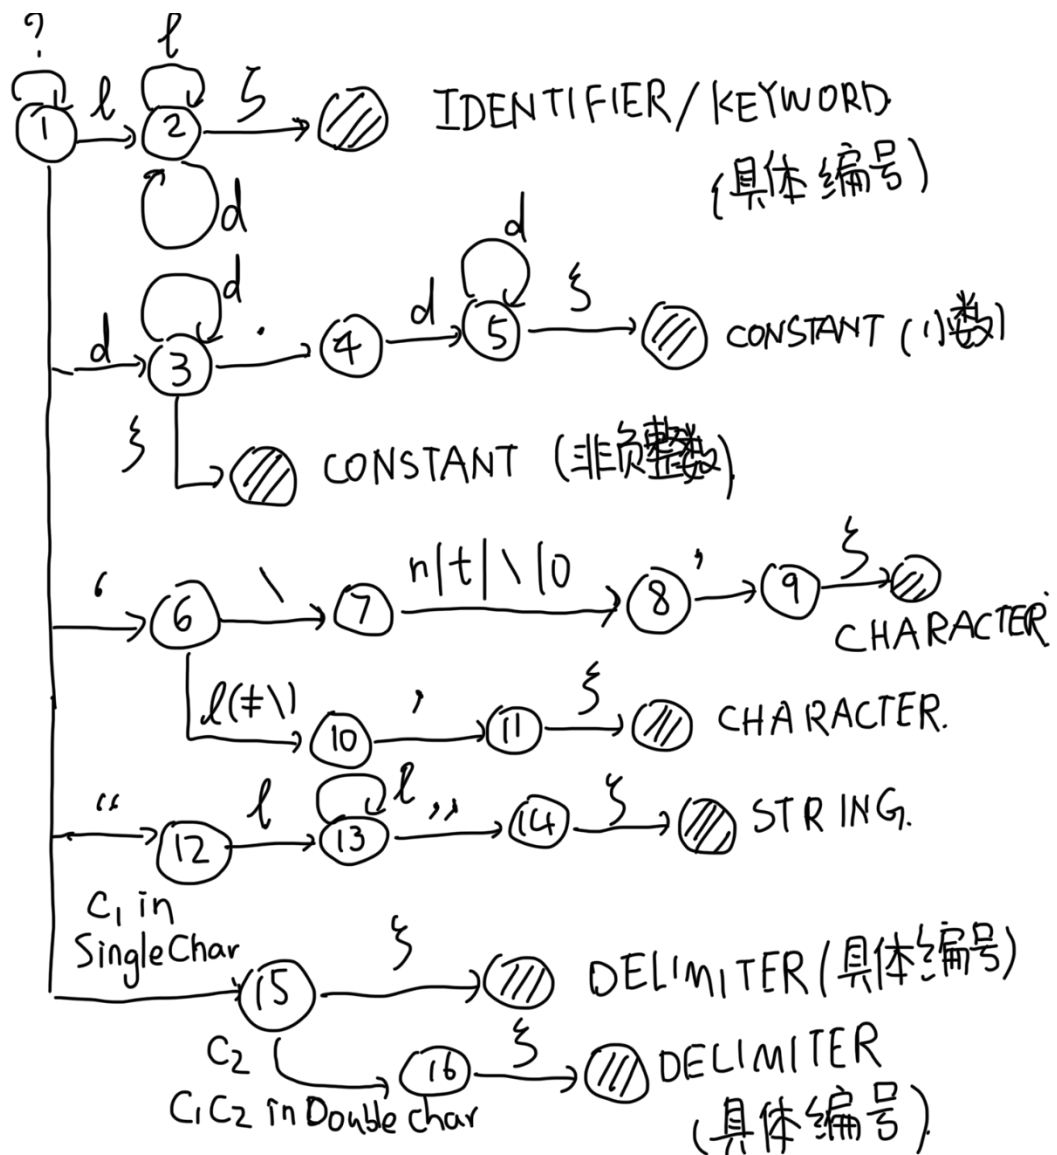 ? l
1 l 2 ξ IDENTIFIER/KEYWORD
(具体编号)
d
d d
d 3 . 4 d 5 ξ CONSTANT (小数)
ξ CONSTANT (非负整数)
‘ 6 \ 7 n|t|\|0 8 ’ 9 ξ
CHARACTER
l(≠\) 10 ’ 11 ξ CHARACTER.
“ 12 l 13 l ” 14 ξ STRING.
C₁ in
SingleChar
15 ξ DELIMITER(具体编号)
C₂ 16 ξ DELIMITER
C₁C₂ in Double char (具体编号)